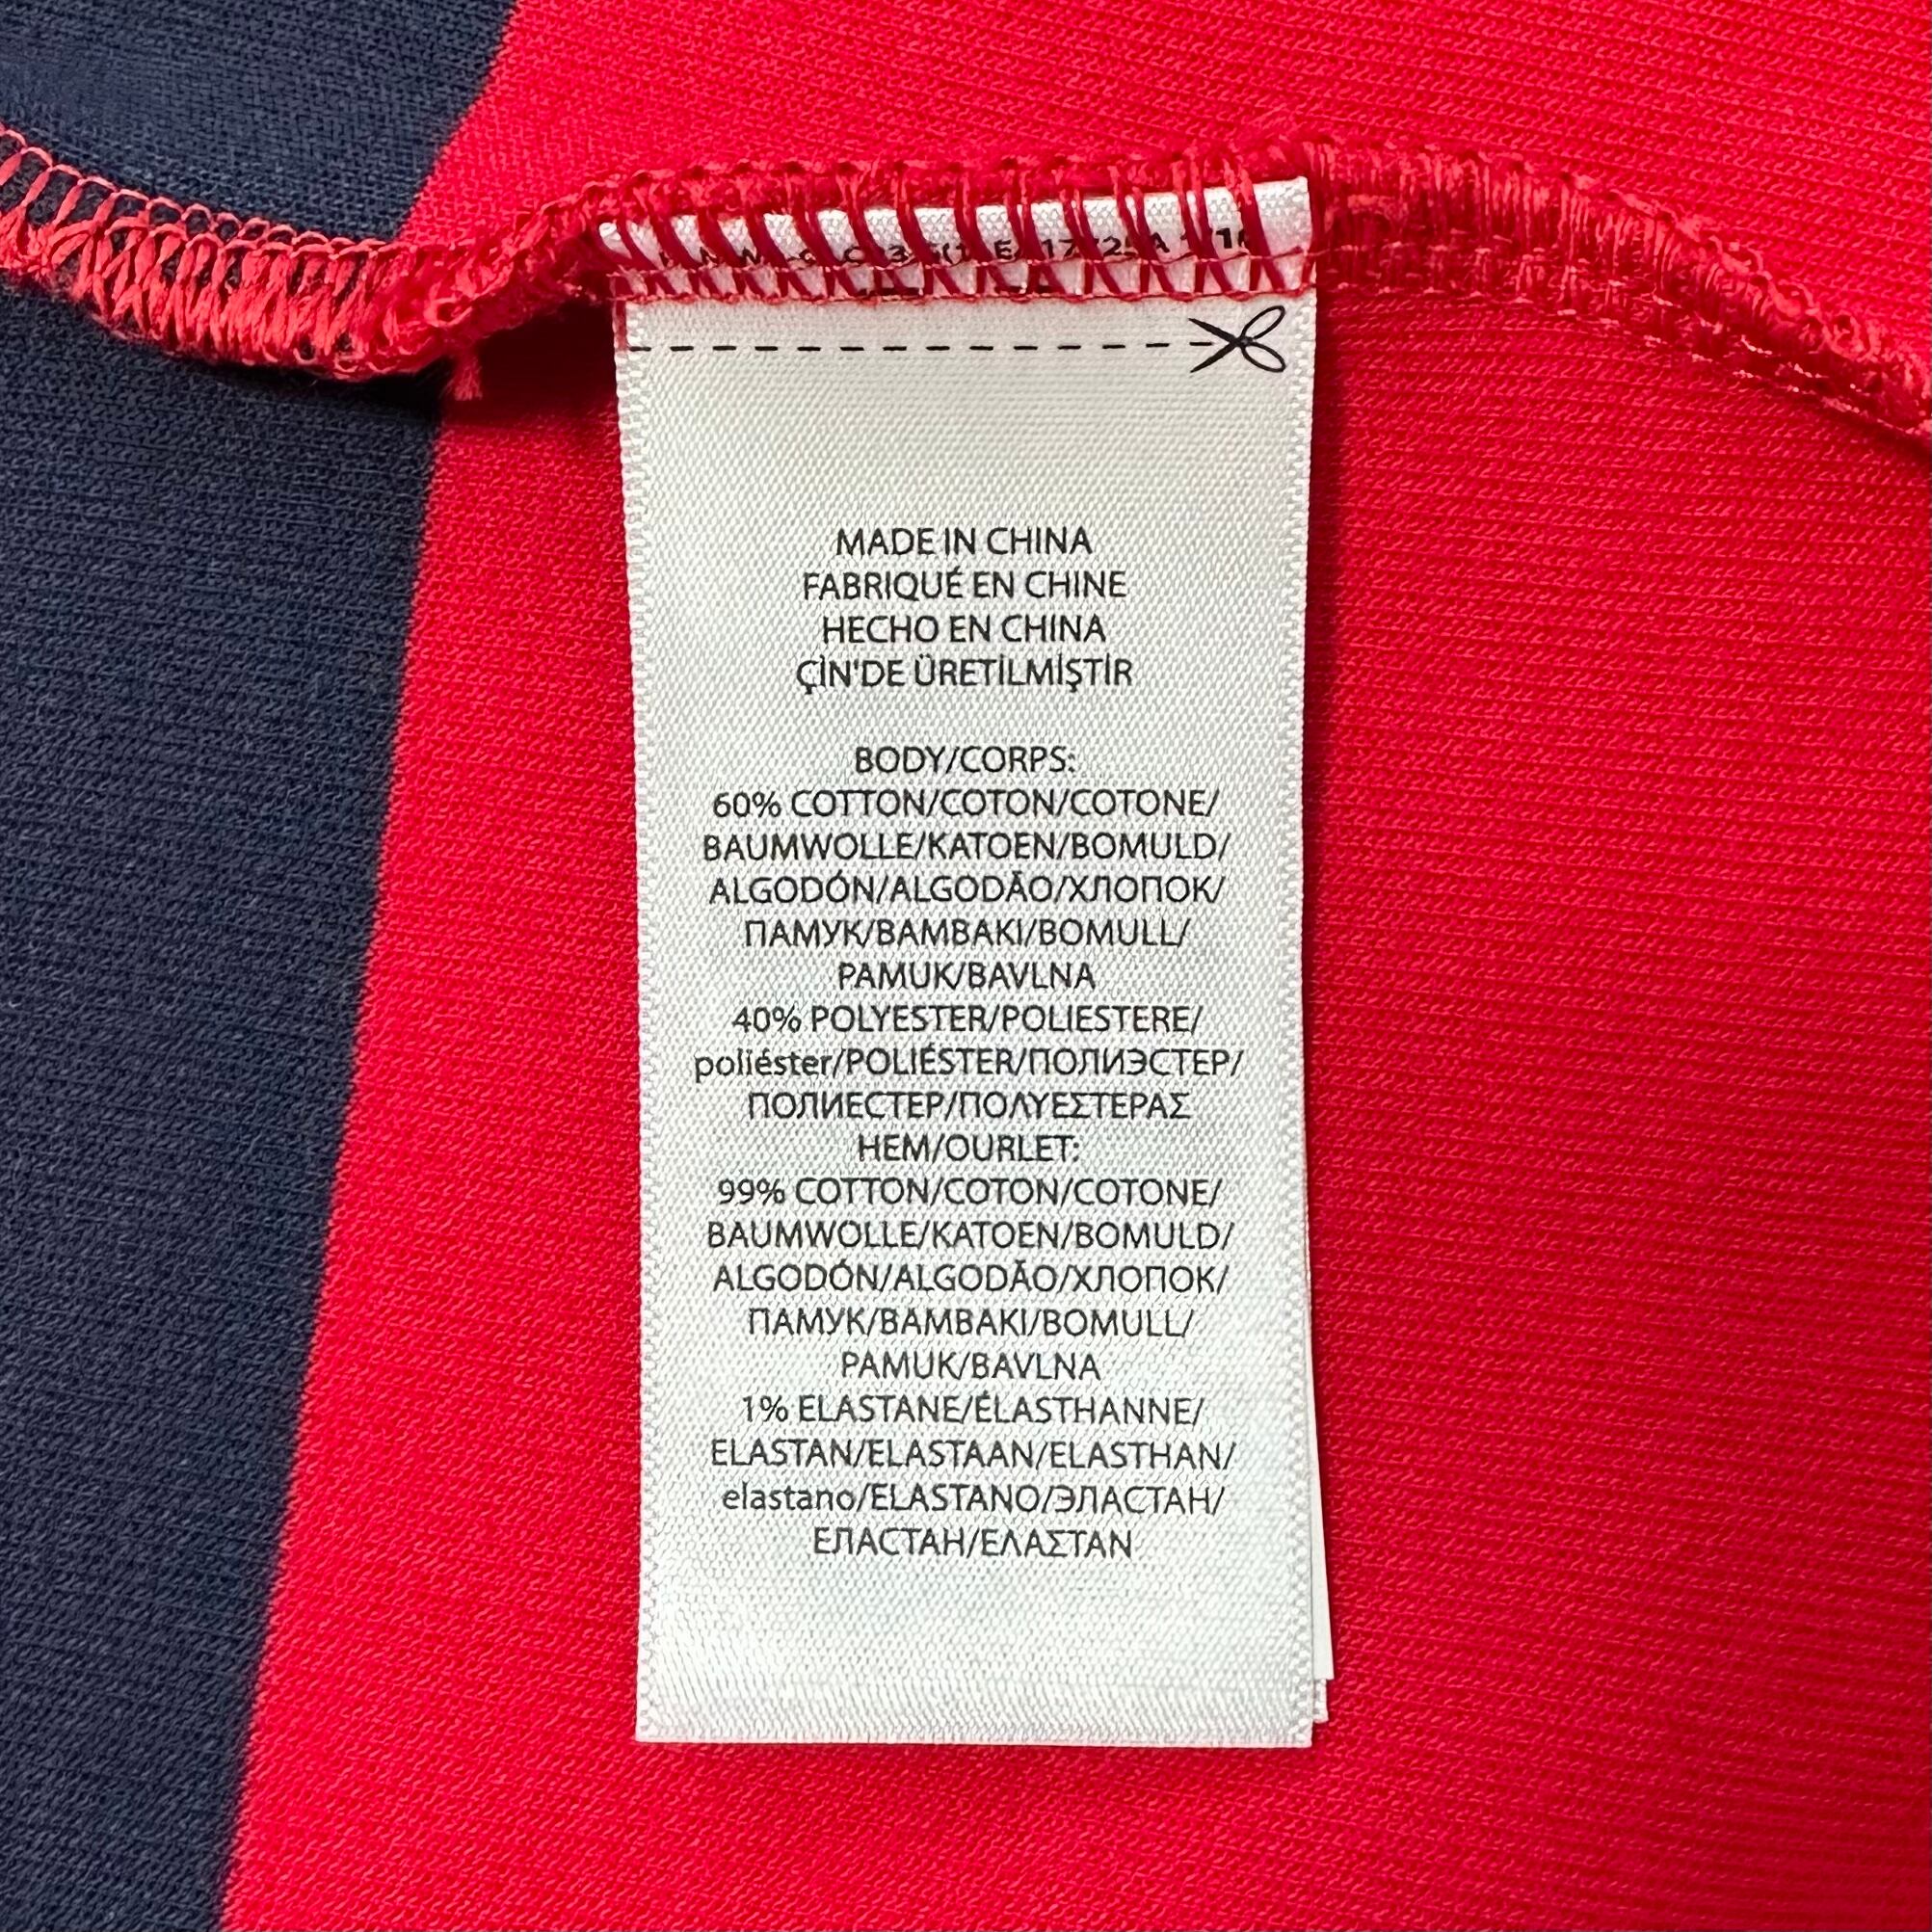 MADE IN CHINA
FABRIQUÉ EN CHINE
HECHO EN CHINA
ÇİN'DE ÜRETİLMİŞTİR
BODY/CORPS:
60% COTTON/COTON/COTONE/
BAUMWOLLE/KATOEN/BOMULD/
ALGODÓN/ALGODÃO/ХЛОПОК/
ПАМУК/BAMBAKI/BOMULL/
PAMUK/BAVLNA
40% POLYESTER/POLIESTERE/
poliéster/POLIÉSTER/ПОЛИЭСТЕР/
ПОЛИЕСТЕР/ΠΟΛΥΕΣΤΕΡΑΣ
HEM/OURLET:
99% COTTON/COTON/COTONE/
BAUMWOLLE/KATOEN/BOMULD/
ALGODÓN/ALGODÃO/ХЛОПОК/
ПАМУК/BAMBAKI/BOMULL/
PAMUK/BAVLNA
1% ELASTANE/ÉLASTHANNE/
ELASTAN/ELASTAAN/ELASTHAN/
elastano/ELASTANO/ЭЛАСТАН/
ЕЛАСТАН/ΕΛΑΣΤΑΝ